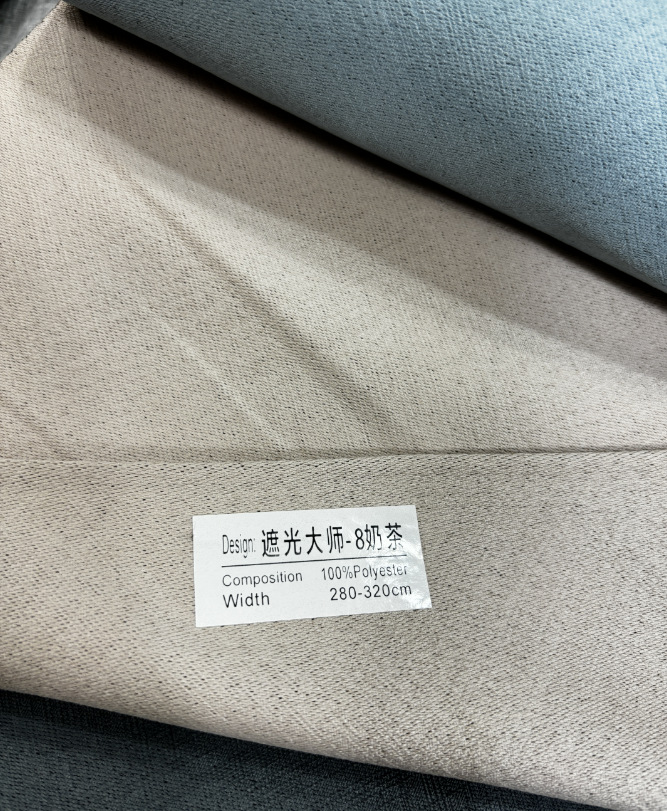 Design: 遮光大师-8奶茶
Composition 100%Polyester
Width 280-320cm